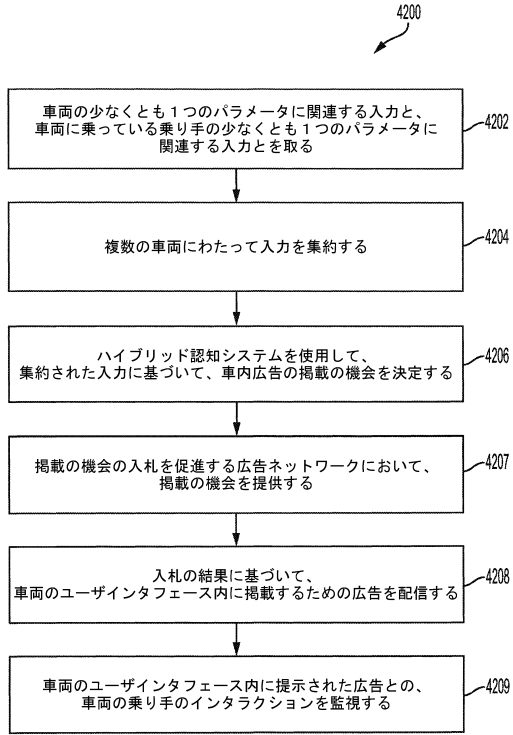 4200
車両の少なくとも１つのパラメータに関連する入力と、
車両に乗っている乗り手の少なくとも１つのパラメータに
関連する入力とを取る
4202
複数の車両にわたって入力を集約する
4204
ハイブリッド認知システムを使用して、
集約された入力に基づいて、車内広告の掲載の機会を決定する
4206
掲載の機会の入札を促進する広告ネットワークにおいて、
掲載の機会を提供する
4207
入札の結果に基づいて、
車両のユーザインタフェース内に掲載するための広告を配信する
4208
車両のユーザインタフェース内に提示された広告との、
車両の乗り手のインタラクションを監視する
4209